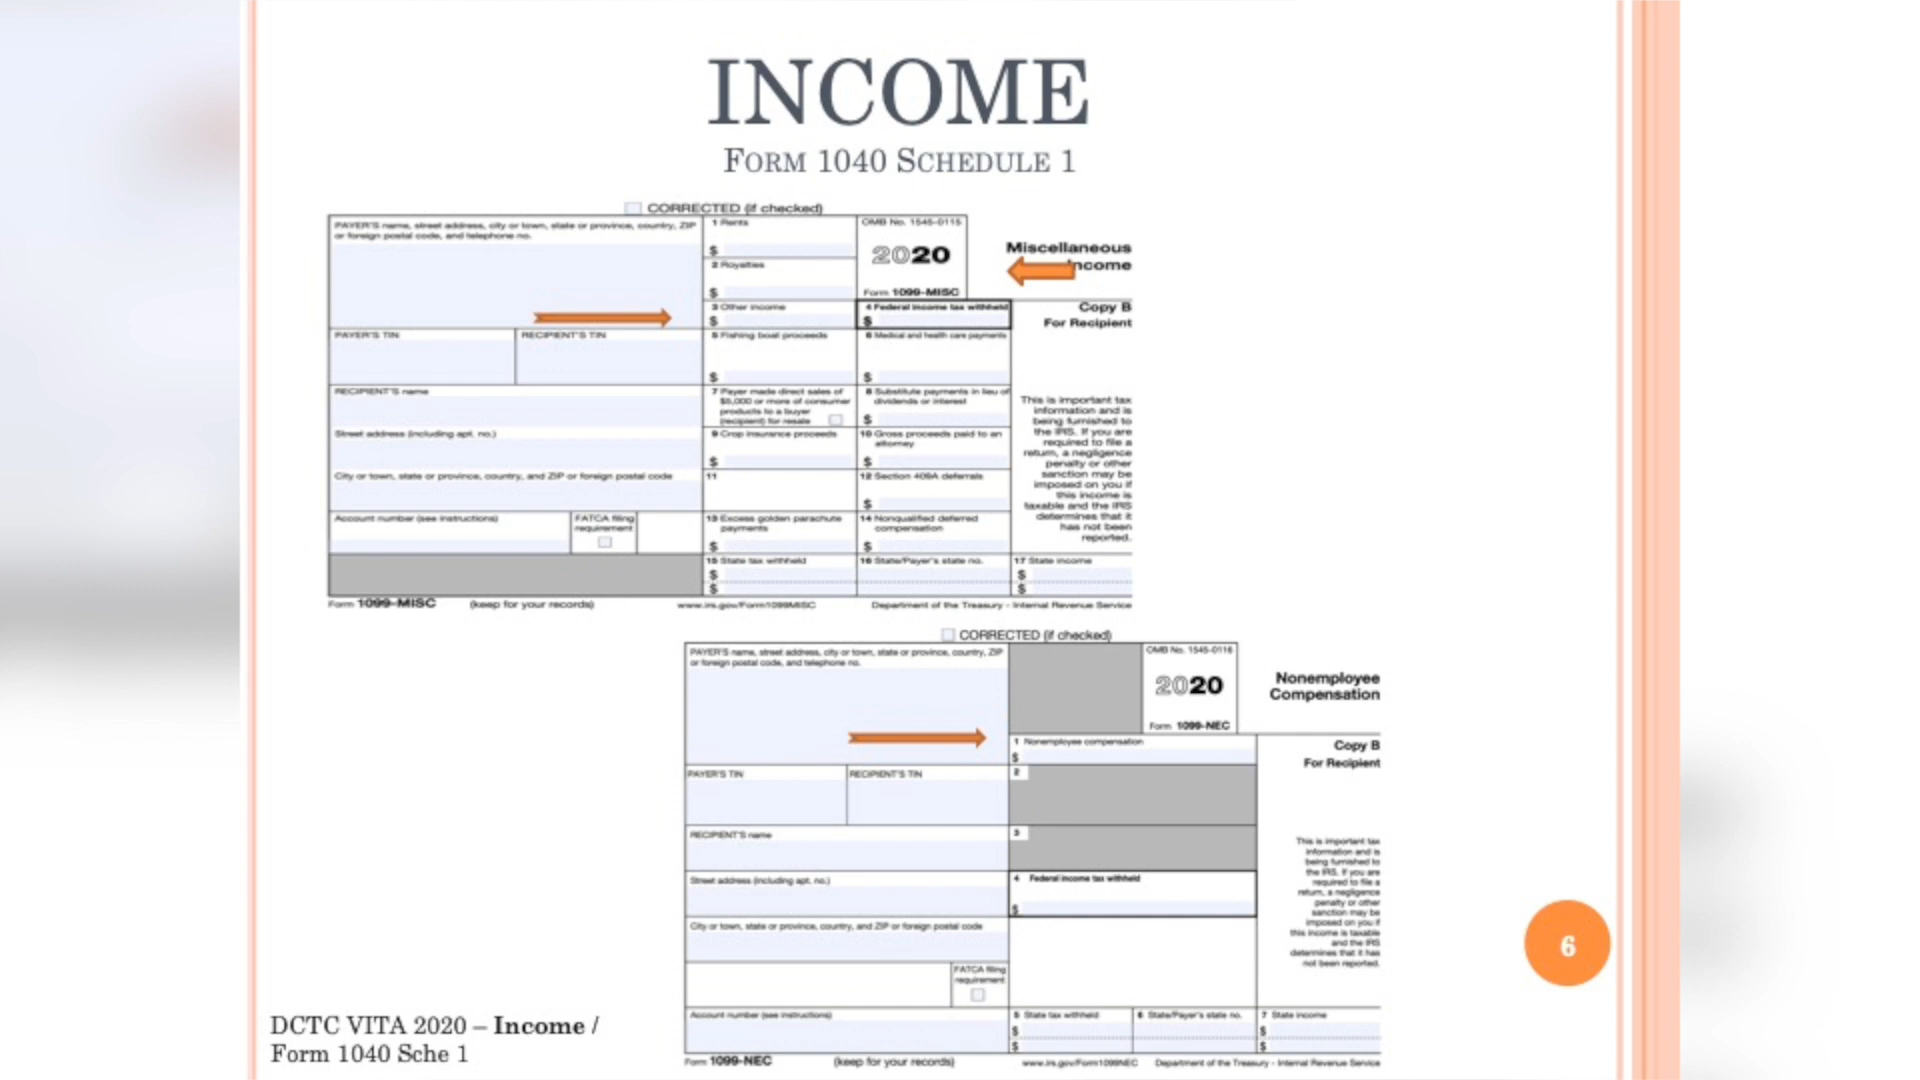 INCOME
FORM 1040 SCHEDULE 1
CORRECTED (if checked)
PAYER'S name, street address, city or town, state or province, country, ZIP
or foreign postal code, and telephone no.
1 Rents
$
OMB No. 1545-0115
2020
Form 1099-MISC
Miscellaneous
Income
2 Royalties
$
3 Other income
$
4 Federal income tax withheld
$
Copy B
For Recipient
PAYER'S TIN
RECIPIENT'S TIN
5 Fishing boat proceeds
$
6 Medical and health care payments
$
RECIPIENT'S name
7 Payer made direct sales of
$5,000 or more of consumer
products to a buyer
(recipient) for resale
8 Substitute payments in lieu of
dividends or interest
$
This is important tax
information and is
being furnished to
the IRS. If you are
required to file a
return, a negligence
penalty or other
sanction may be
imposed on you if
this income is
taxable and the IRS
determines that it
has not been
reported.
Street address (including apt. no.)
9 Crop insurance proceeds
$
10 Gross proceeds paid to an
attorney
$
City or town, state or province, country, and ZIP or foreign postal code
11
12 Section 409A deferrals
$
Account number (see instructions)
FATCA filing
requirement
13 Excess golden parachute
payments
$
14 Nonqualified deferred
compensation
$
15 State tax withheld
$
$
16 State/Payer's state no.
17 State income
$
$
Form 1099-MISC
(keep for your records)
www.irs.gov/Form1099MISC
Department of the Treasury - Internal Revenue Service
CORRECTED (if checked)
PAYER'S name, street address, city or town, state or province, country, ZIP
or foreign postal code, and telephone no.
OMB No. 1545-0116
2020
Form 1099-NEC
Nonemployee
Compensation
1 Nonemployee compensation
$
Copy B
For Recipient
PAYER'S TIN
RECIPIENT'S TIN
2
RECIPIENT'S name
3
This is important tax
information and is
being furnished to
the IRS. If you are
required to file a
return, a negligence
penalty or other
sanction may be
imposed on you if
this income is taxable
and the IRS
determines that it has
not been reported.
Street address (including apt. no.)
4 Federal income tax withheld
$
City or town, state or province, country, and ZIP or foreign postal code
FATCA filing
requirement
Account number (see instructions)
5 State tax withheld
$
$
6 State/Payer's state no.
7 State income
$
$
Form 1099-NEC
(keep for your records)
www.irs.gov/Form1099NEC
Department of the Treasury - Internal Revenue Service
6
DCTC VITA 2020 – Income /
Form 1040 Sche 1